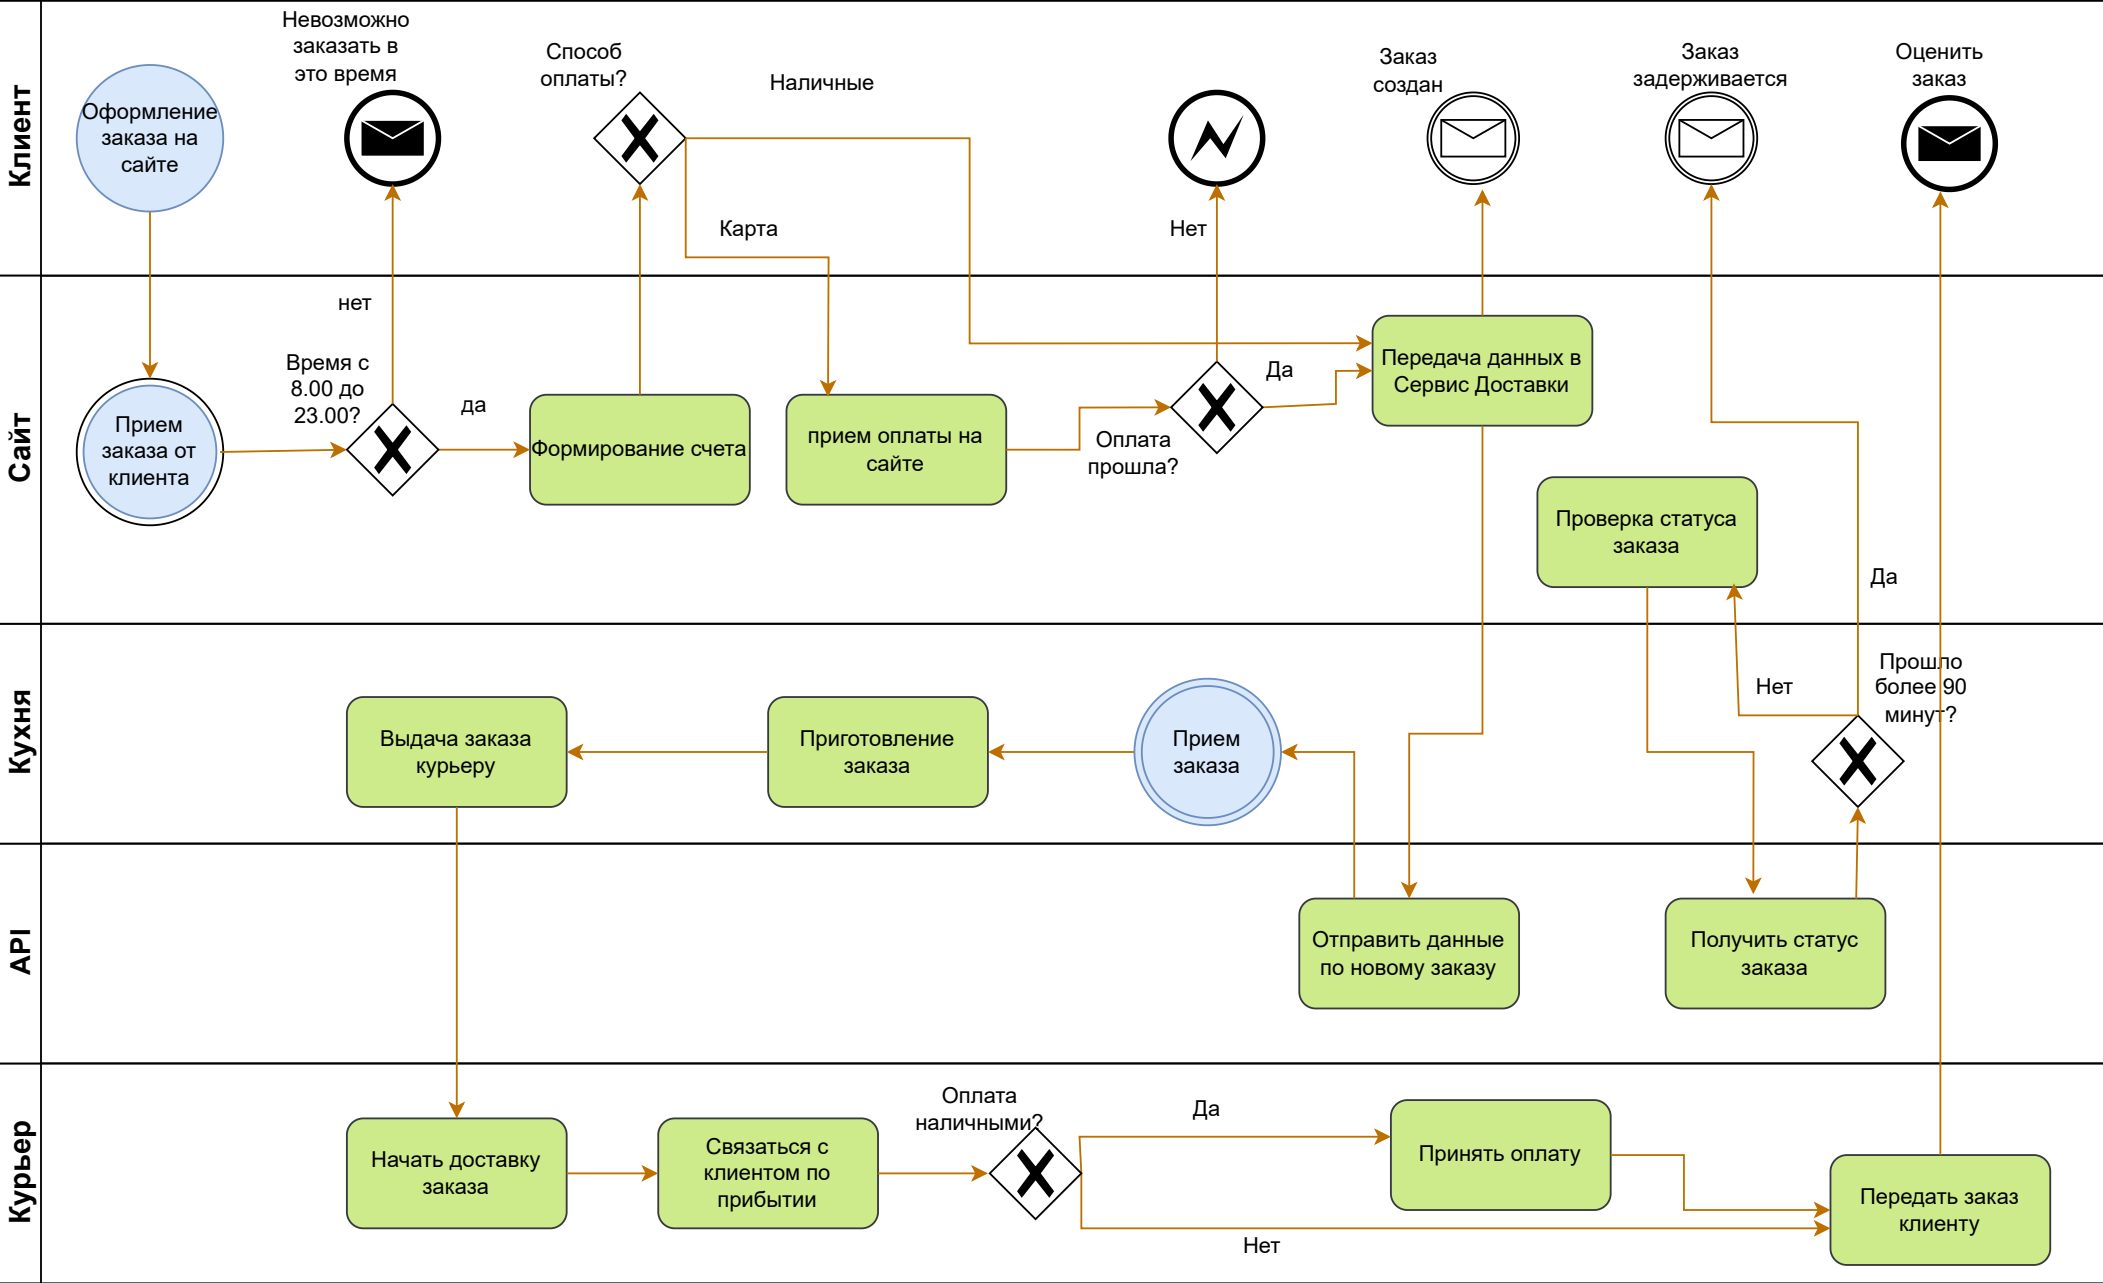 Клиент
Оформление
заказа на
сайте
Невозможно
заказать в
это время
Способ
оплаты?
Наличные
Карта
Нет
Заказ
создан
Заказ
задерживается
Оценить
заказ
Сайт
Прием
заказа от
клиента
нет
Время с
8.00 до
23.00?
да
Формирование счета
прием оплаты на
сайте
Оплата
прошла?
Да
Передача данных в
Сервис Доставки
Проверка статуса
заказа
Да
Кухня
Выдача заказа
курьеру
Приготовление
заказа
Прием
заказа
Нет
Прошло
более 90
минут?
API
Отправить данные
по новому заказу
Получить статус
заказа
Курьер
Начать доставку
заказа
Связаться с
клиентом по
прибытии
Оплата
наличными?
Да
Нет
Принять оплату
Передать заказ
клиенту